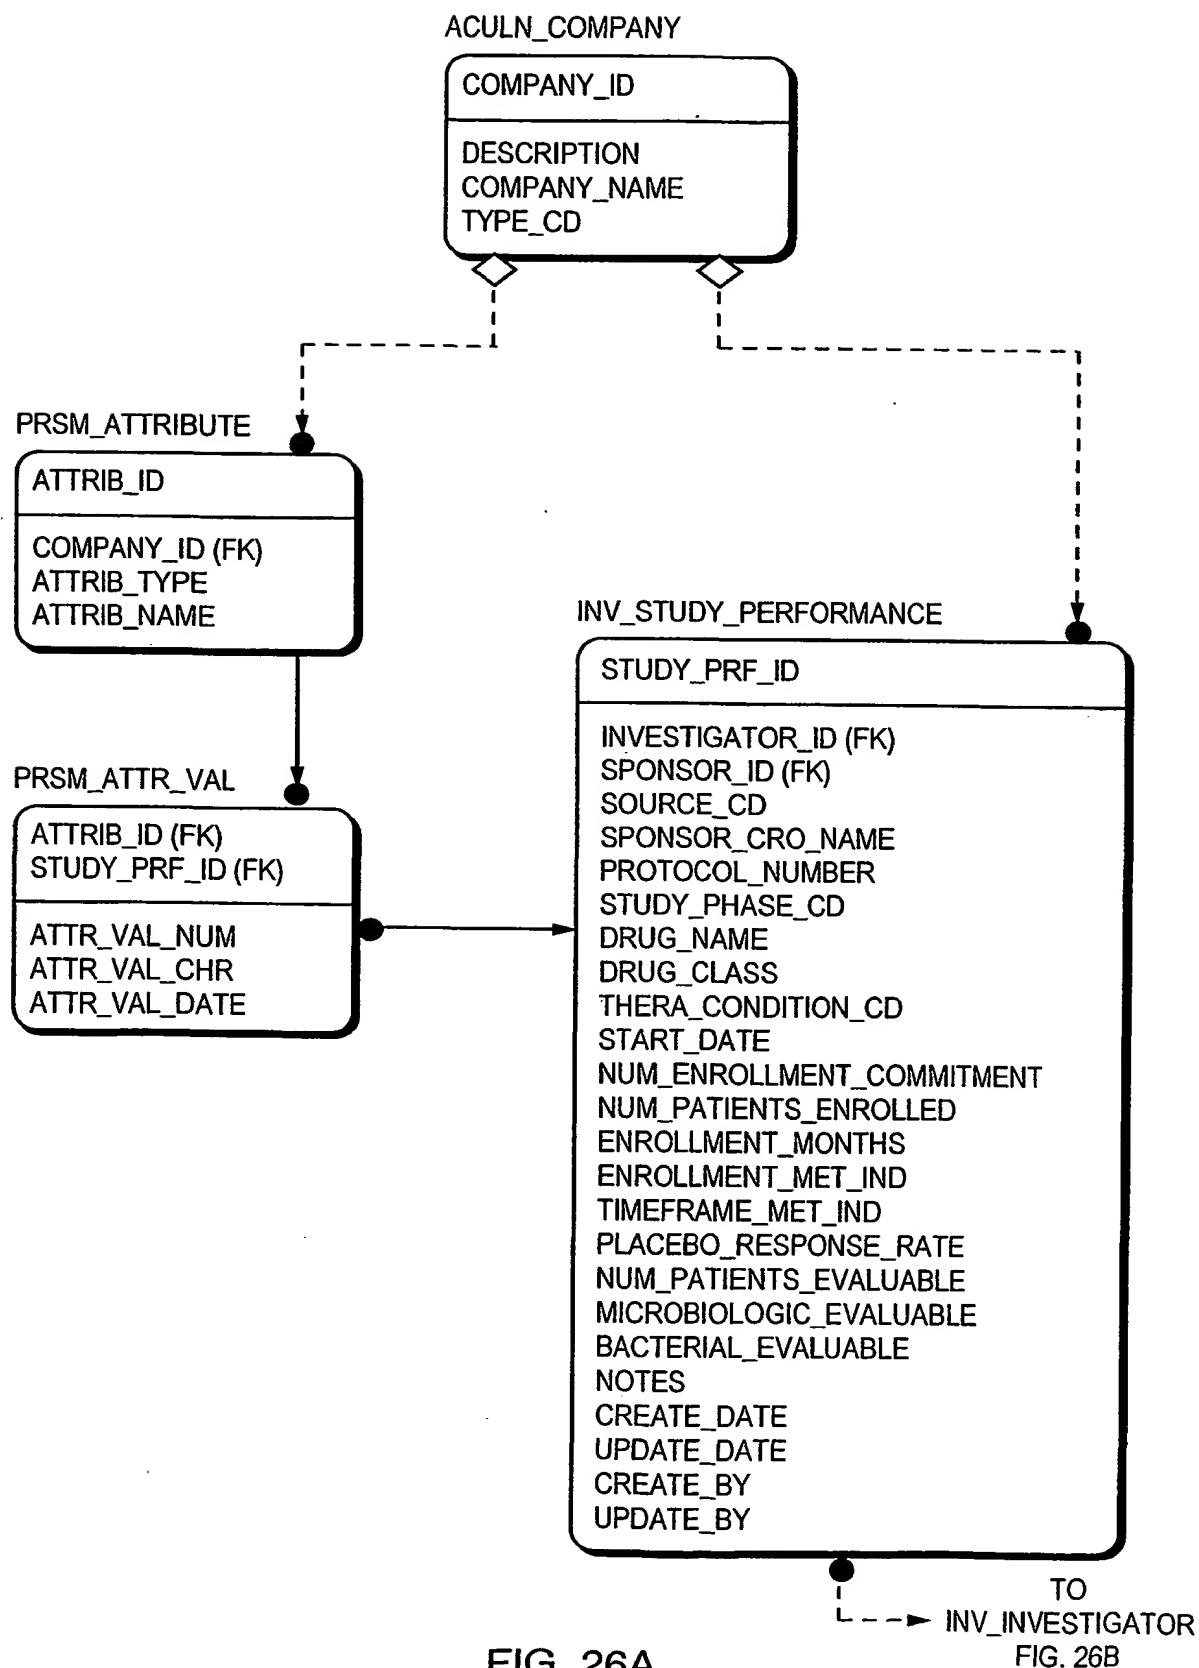 ACULN_COMPANY
COMPANY_ID
DESCRIPTION
COMPANY_NAME
TYPE_CD
PRSM_ATTRIBUTE
ATTRIB_ID
COMPANY_ID (FK)
ATTRIB_TYPE
ATTRIB_NAME
PRSM_ATTR_VAL
ATTRIB_ID (FK)
STUDY_PRF_ID (FK)
ATTR_VAL_NUM
ATTR_VAL_CHR
ATTR_VAL_DATE
INV_STUDY_PERFORMANCE
STUDY_PRF_ID
INVESTIGATOR_ID (FK)
SPONSOR_ID (FK)
SOURCE_CD
SPONSOR_CRO_NAME
PROTOCOL_NUMBER
STUDY_PHASE_CD
DRUG_NAME
DRUG_CLASS
THERA_CONDITION_CD
START_DATE
NUM_ENROLLMENT_COMMITMENT
NUM_PATIENTS_ENROLLED
ENROLLMENT_MONTHS
ENROLLMENT_MET_IND
TIMEFRAME_MET_IND
PLACEBO_RESPONSE_RATE
NUM_PATIENTS_EVALUABLE
MICROBIOLOGIC_EVALUABLE
BACTERIAL_EVALUABLE
NOTES
CREATE_DATE
UPDATE_DATE
CREATE_BY
UPDATE_BY
TO
INV_INVESTIGATOR
FIG. 26B
FIG. 26A